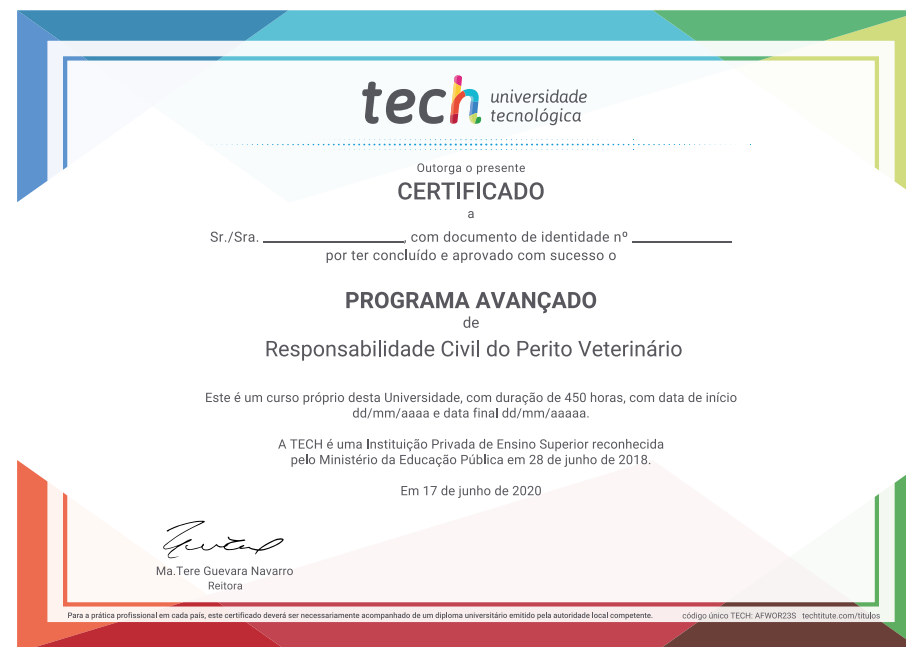 tech universidade
tecnológica
Outorga o presente
CERTIFICADO
a
Sr./Sra. ____________, com documento de identidade nº ____________
por ter concluído e aprovado com sucesso o
PROGRAMA AVANÇADO
de
Responsabilidade Civil do Perito Veterinário
Este é um curso próprio desta Universidade, com duração de 450 horas, com data de início
dd/mm/aaaa e data final dd/mm/aaaaa.
A TECH é uma Instituição Privada de Ensino Superior reconhecida
pelo Ministério da Educação Pública em 28 de junho de 2018.
Em 17 de junho de 2020
Ma.Tere Guevara Navarro
Reitora
Para a prática profissional em cada país, este certificado deverá ser necessariamente acompanhado de um diploma universitário emitido pela autoridade local competente. código único TECH: AFWOR23S techtitute.com/titulos